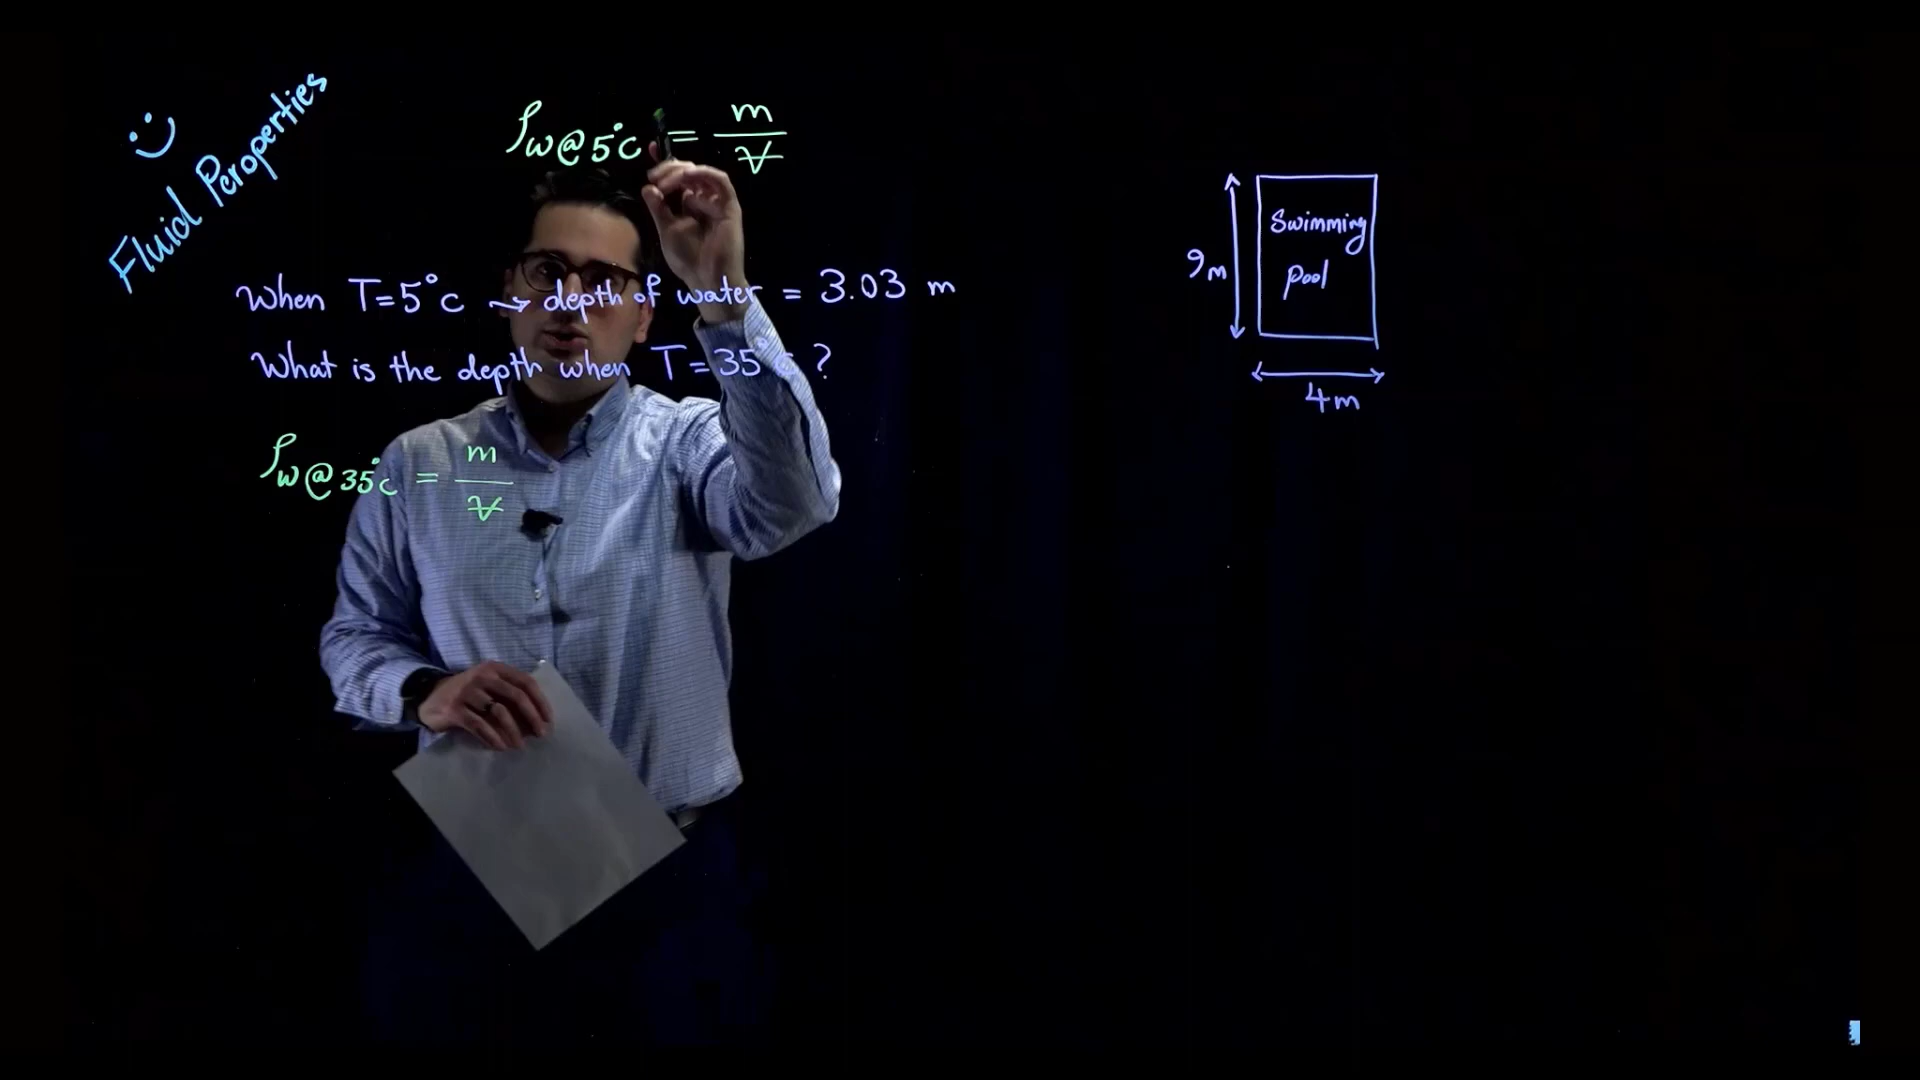 :)
Fluid Peroperties
ρw@5°c = m/V
When T=5°c → depth of water = 3.03 m
What is the depth when T=35°c ?
ρw@35°c = m/V
Swimming
pool
9m
4m